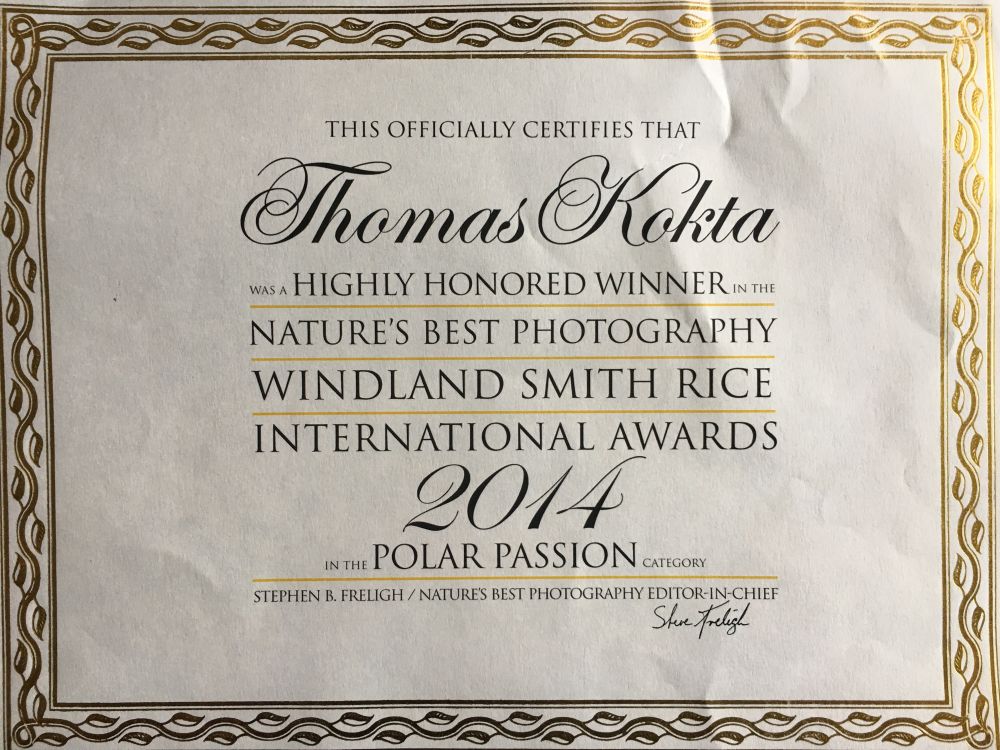 THIS OFFICIALLY CERTIFIES THAT
Thomas Kokta
WAS A HIGHLY HONORED WINNER IN THE
NATURE'S BEST PHOTOGRAPHY
WINDLAND SMITH RICE
INTERNATIONAL AWARDS
2014
IN THE POLAR PASSION CATEGORY
STEPHEN B. FRELIGH / NATURE'S BEST PHOTOGRAPHY EDITOR-IN-CHIEF
Steve Freligh